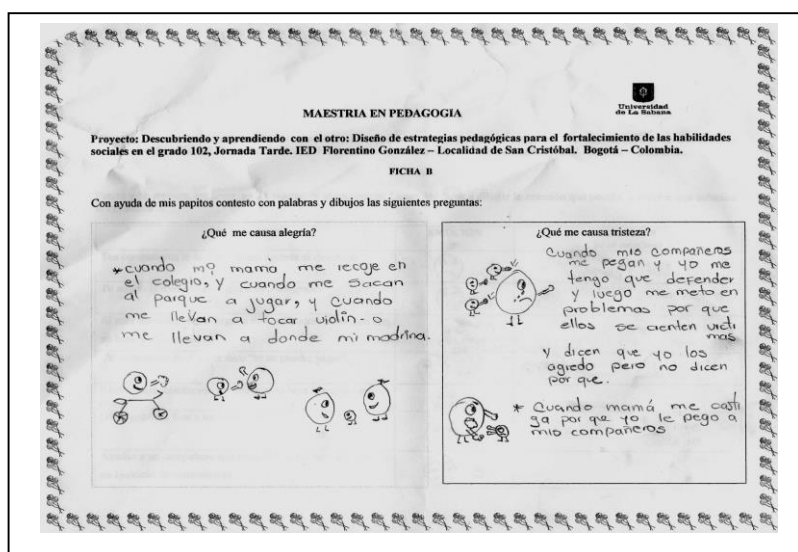 Universidad
de La Sabana
MAESTRIA EN PEDAGOGIA
Proyecto: Descubriendo y aprendiendo con el otro: Diseño de estrategias pedagógicas para el fortalecimiento de las habilidades
sociales en el grado 102, Jornada Tarde. IED Florentino González – Localidad de San Cristóbal. Bogotá – Colombia.
FICHA B
Con ayuda de mis papitos contesto con palabras y dibujos las siguientes preguntas:
¿Qué me causa alegría?
*cuando mi mamá me recoje en
el colegio, y cuando me sacan
al parque a jugar, y cuando
me llevan a tocar violin- o
me llevan a donde mi madrina.
¿Qué me causa tristeza?
Cuando mis compañeros
me pegan y yo me
tengo que defender
y luego me meto en
problemas por que
ellos se cienten victi
mas
y dicen que yo los
agredo pero no dicen
por que.
* Cuando mamá me casti
ga por que yo le pego a
mis compañeros